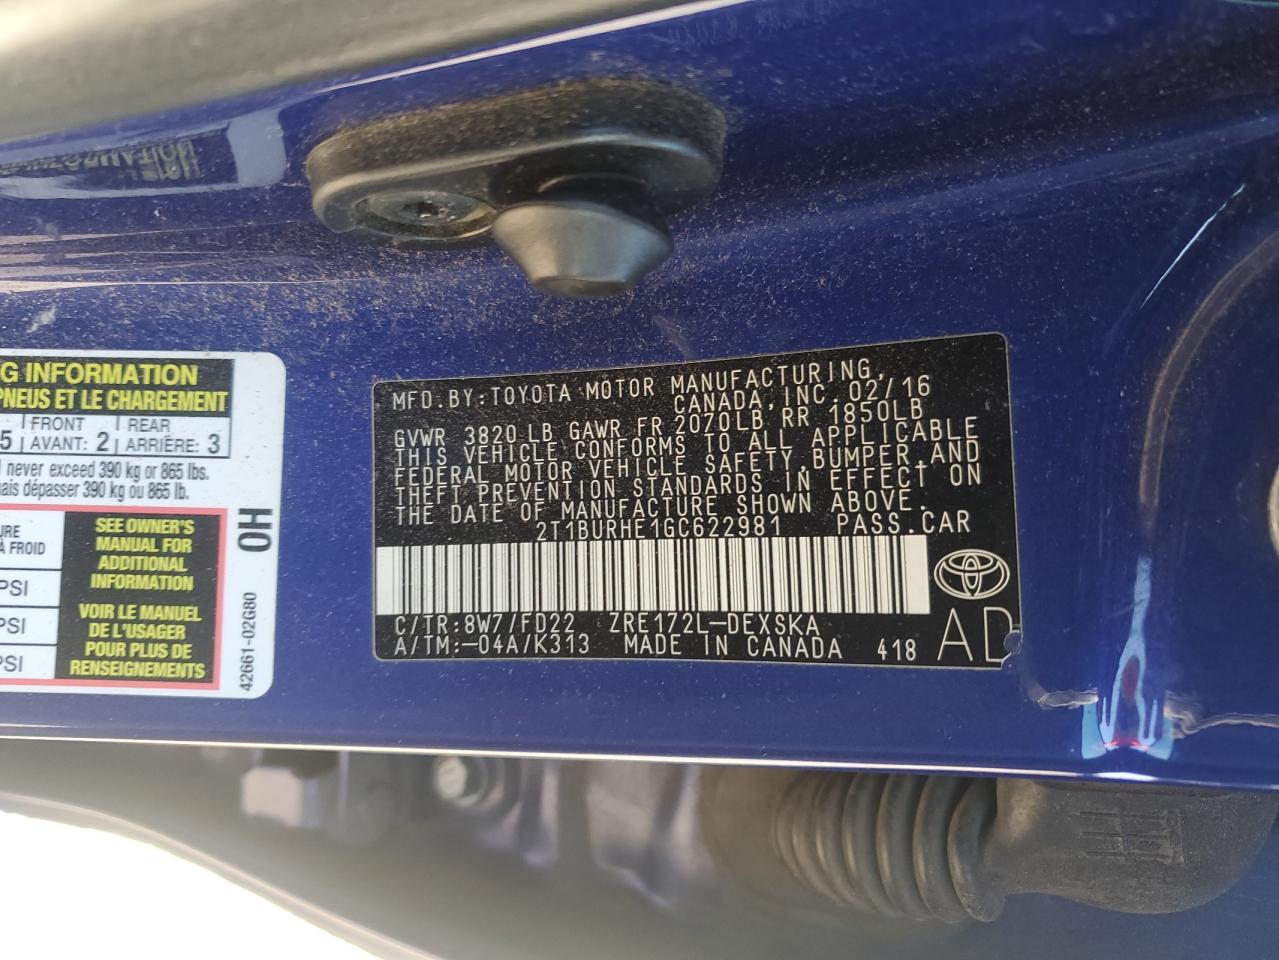 G INFORMATION
PNEUS ET LE CHARGEMENT
5 FRONT REAR
AVANT: 2 ARRIÈRE: 3
never exceed 390 kg or 865 lbs.
ais dépasser 390 kg ou 865 lb.
URE
À FROID
PSI
PSI
PSI
SEE OWNER'S
MANUAL FOR
ADDITIONAL
INFORMATION
VOIR LE MANUEL
DE L'USAGER
POUR PLUS DE
RENSEIGNEMENTS
0H
42661-02G80
MFD.BY:TOYOTA MOTOR MANUFACTURING,
CANADA,INC.02/16
GVWR 3820 LB GAWR FR 2070LB RR 1850LB
THIS VEHICLE CONFORMS TO ALL APPLICABLE
FEDERAL MOTOR VEHICLE SAFETY,BUMPER,AND
THEFT PREVENTION STANDARDS IN EFFECT ON
THE DATE OF MANUFACTURE SHOWN ABOVE.
2T1BURHE1GC622981 PASS.CAR
C/TR:8W7/FD22 ZRE172L-DEXSKA
A/TM:-04A/K313 MADE IN CANADA 418
AD